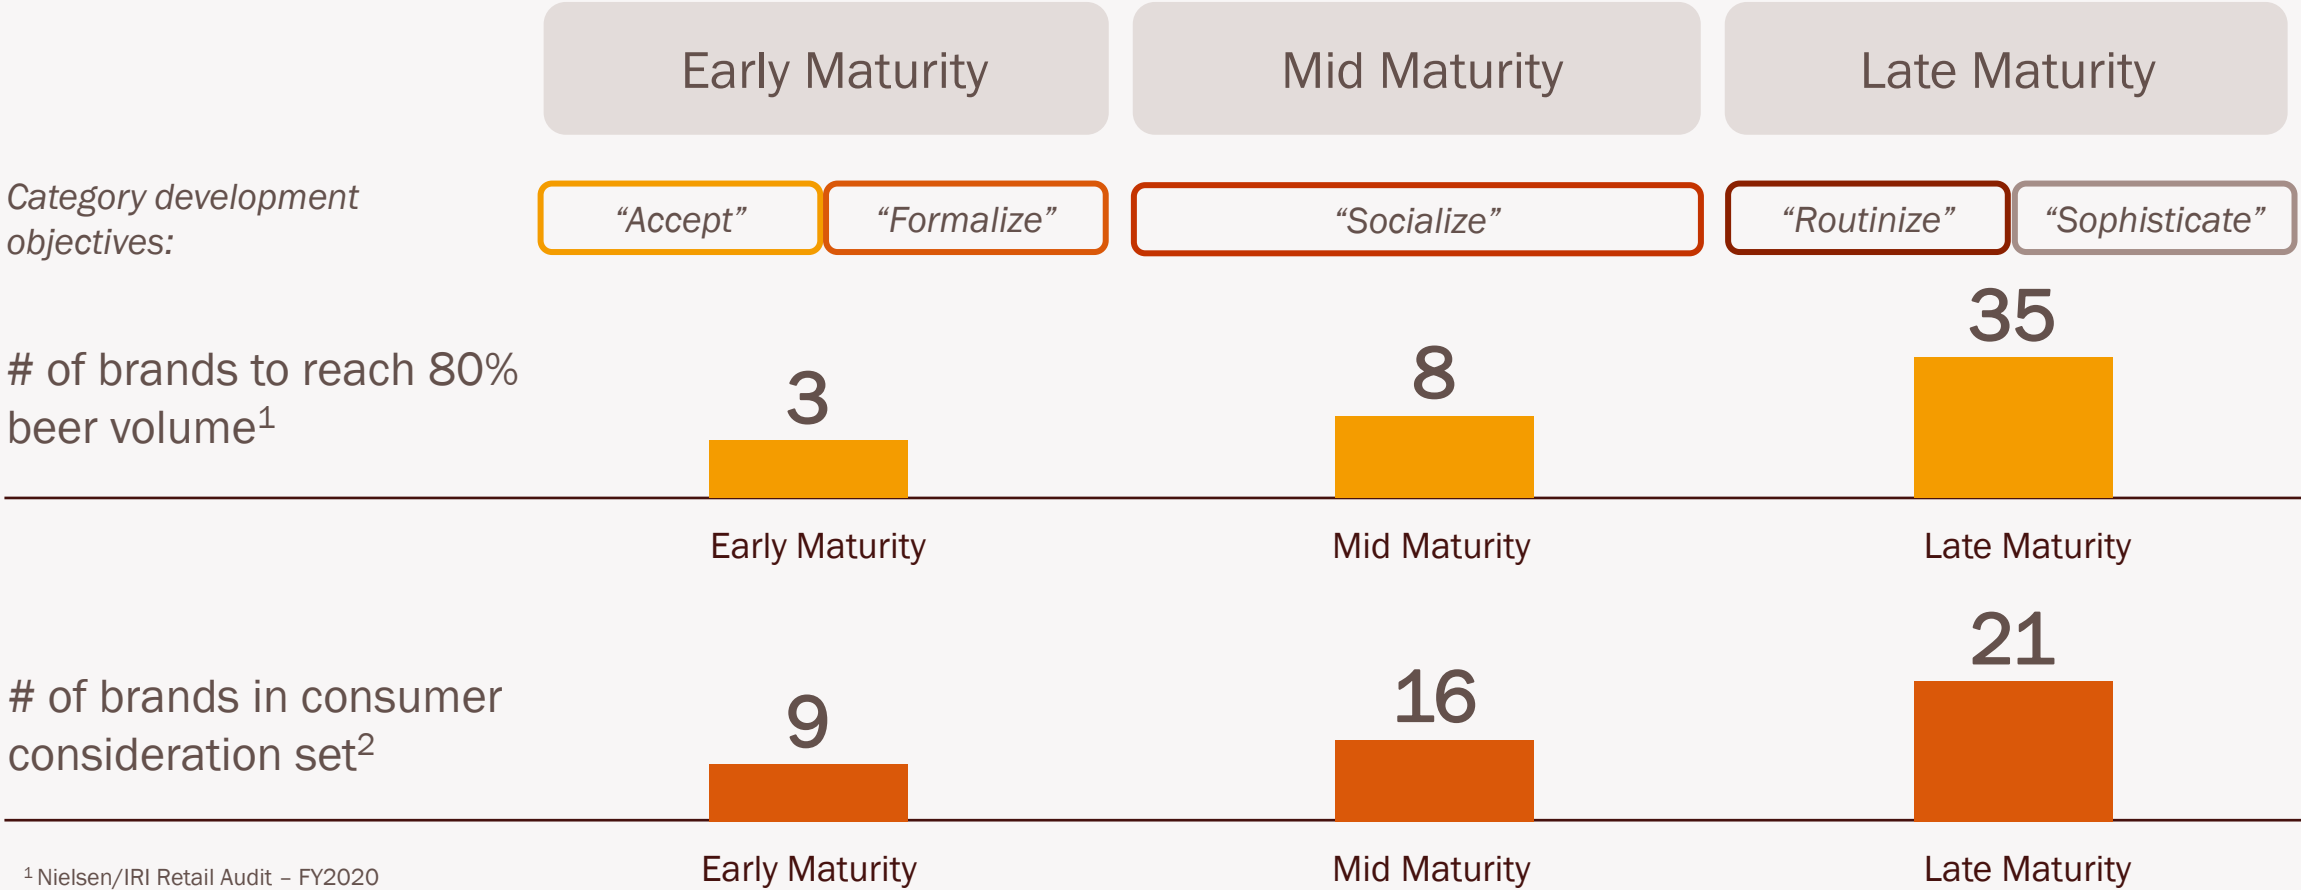 Early Maturity
Mid Maturity
Late Maturity
Category development
objectives:
“Accept”
“Formalize”
“Socialize”
“Routinize”
“Sophisticate”
# of brands to reach 80%
beer volume¹
3
8
35
Early Maturity
Mid Maturity
Late Maturity
# of brands in consumer
consideration set²
9
16
21
Early Maturity
Mid Maturity
Late Maturity
¹ Nielsen/IRI Retail Audit – FY2020